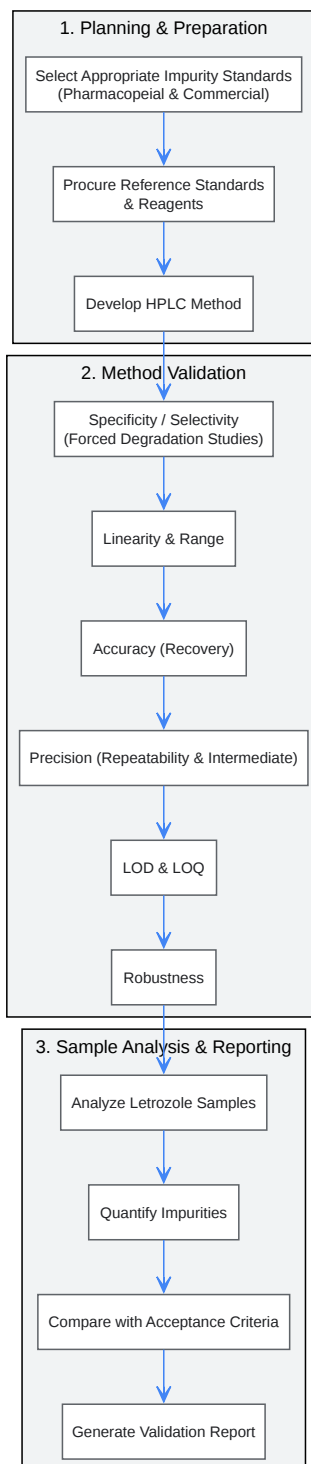 1. Planning & Preparation
Select Appropriate Impurity Standards
(Pharmacopeial & Commercial)
Procure Reference Standards
& Reagents
Develop HPLC Method
2. Method Validation
Specificity / Selectivity
(Forced Degradation Studies)
Linearity & Range
Accuracy (Recovery)
Precision (Repeatability & Intermediate)
LOD & LOQ
Robustness
3. Sample Analysis & Reporting
Analyze Letrozole Samples
Quantify Impurities
Compare with Acceptance Criteria
Generate Validation Report